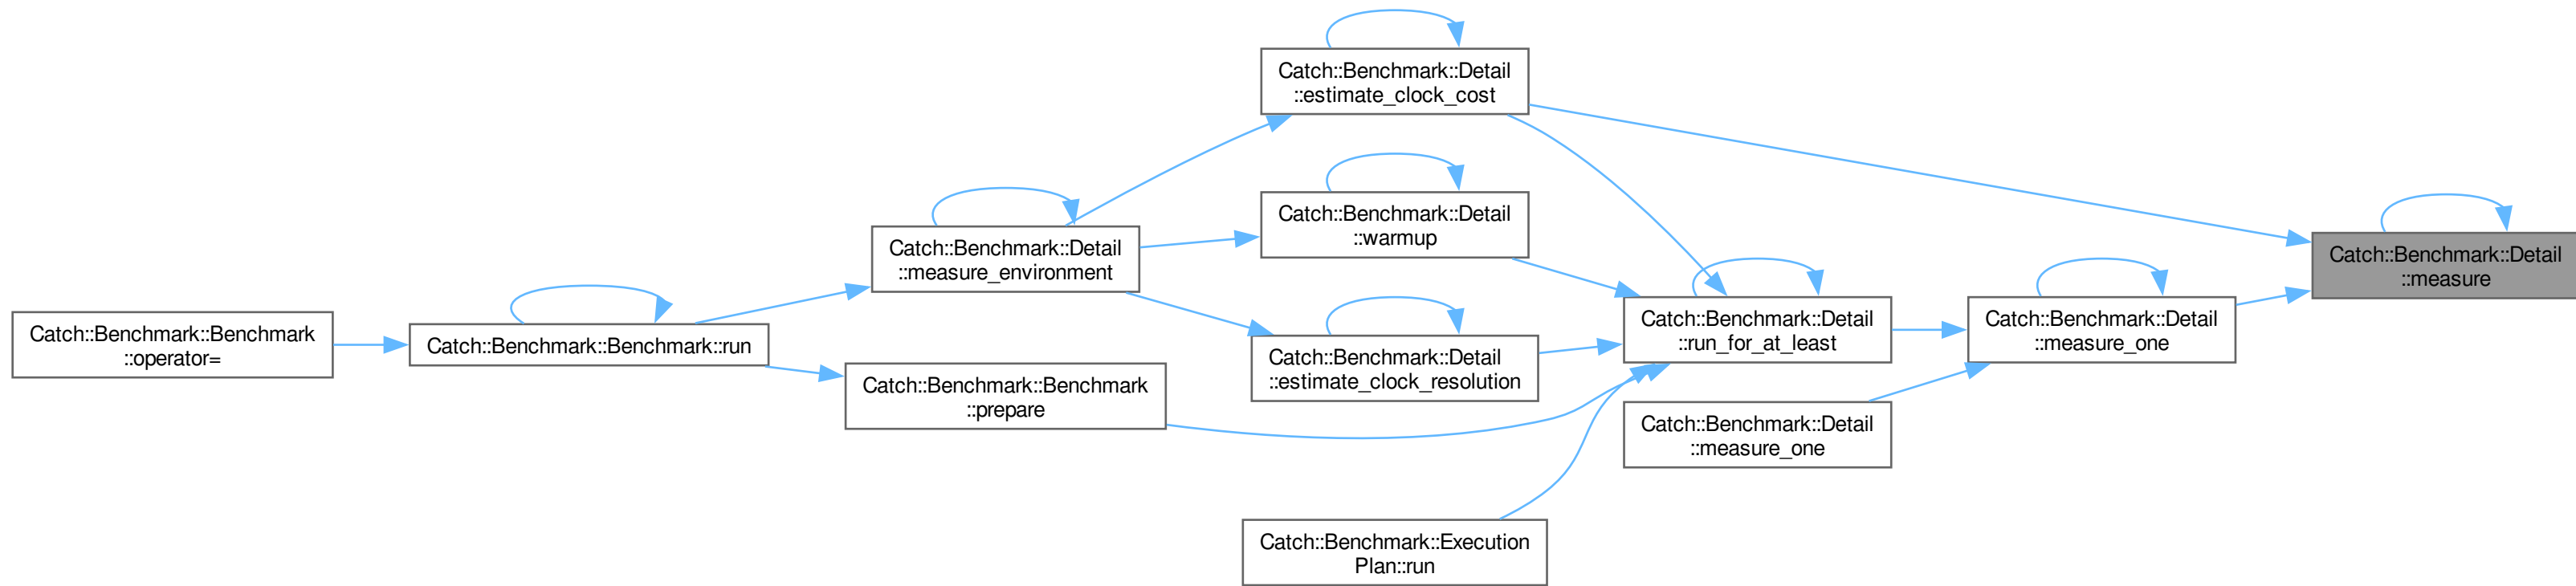 Catch::Benchmark::Detail
::estimate_clock_cost
Catch::Benchmark::Detail
::warmup
Catch::Benchmark::Detail
::measure_environment
Catch::Benchmark::Detail
::measure
Catch::Benchmark::Benchmark
::operator=
Catch::Benchmark::Benchmark::run
Catch::Benchmark::Detail
::run_for_at_least
Catch::Benchmark::Detail
::measure_one
Catch::Benchmark::Detail
::estimate_clock_resolution
Catch::Benchmark::Benchmark
::prepare
Catch::Benchmark::Detail
::measure_one
Catch::Benchmark::Execution
Plan::run